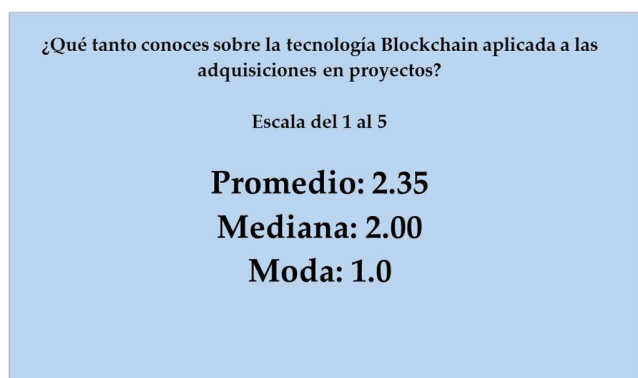 ¿Qué tanto conoces sobre la tecnología Blockchain aplicada a las
adquisiciones en proyectos?
Escala del 1 al 5
Promedio: 2.35
Mediana: 2.00
Moda: 1.0